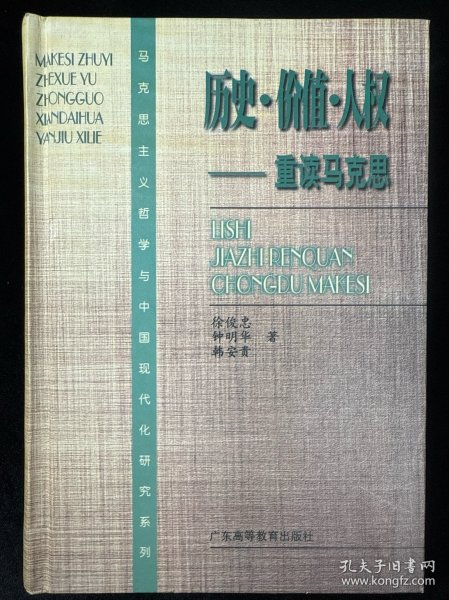 MAKESI ZHUYI
ZHEXUE YU
ZHONGGUO
XIANDAIHUA
YANJIU XILIE
马克思主义哲学与中国现代化研究系列
历史·价值·人权
——重读马克思
LISHI
JIAZHI RENQUAN
CHONGDU MAKESI
徐俊忠
钟明华 著
韩安贵
广东高等教育出版社
孔夫子旧书网
www.kongfz.com